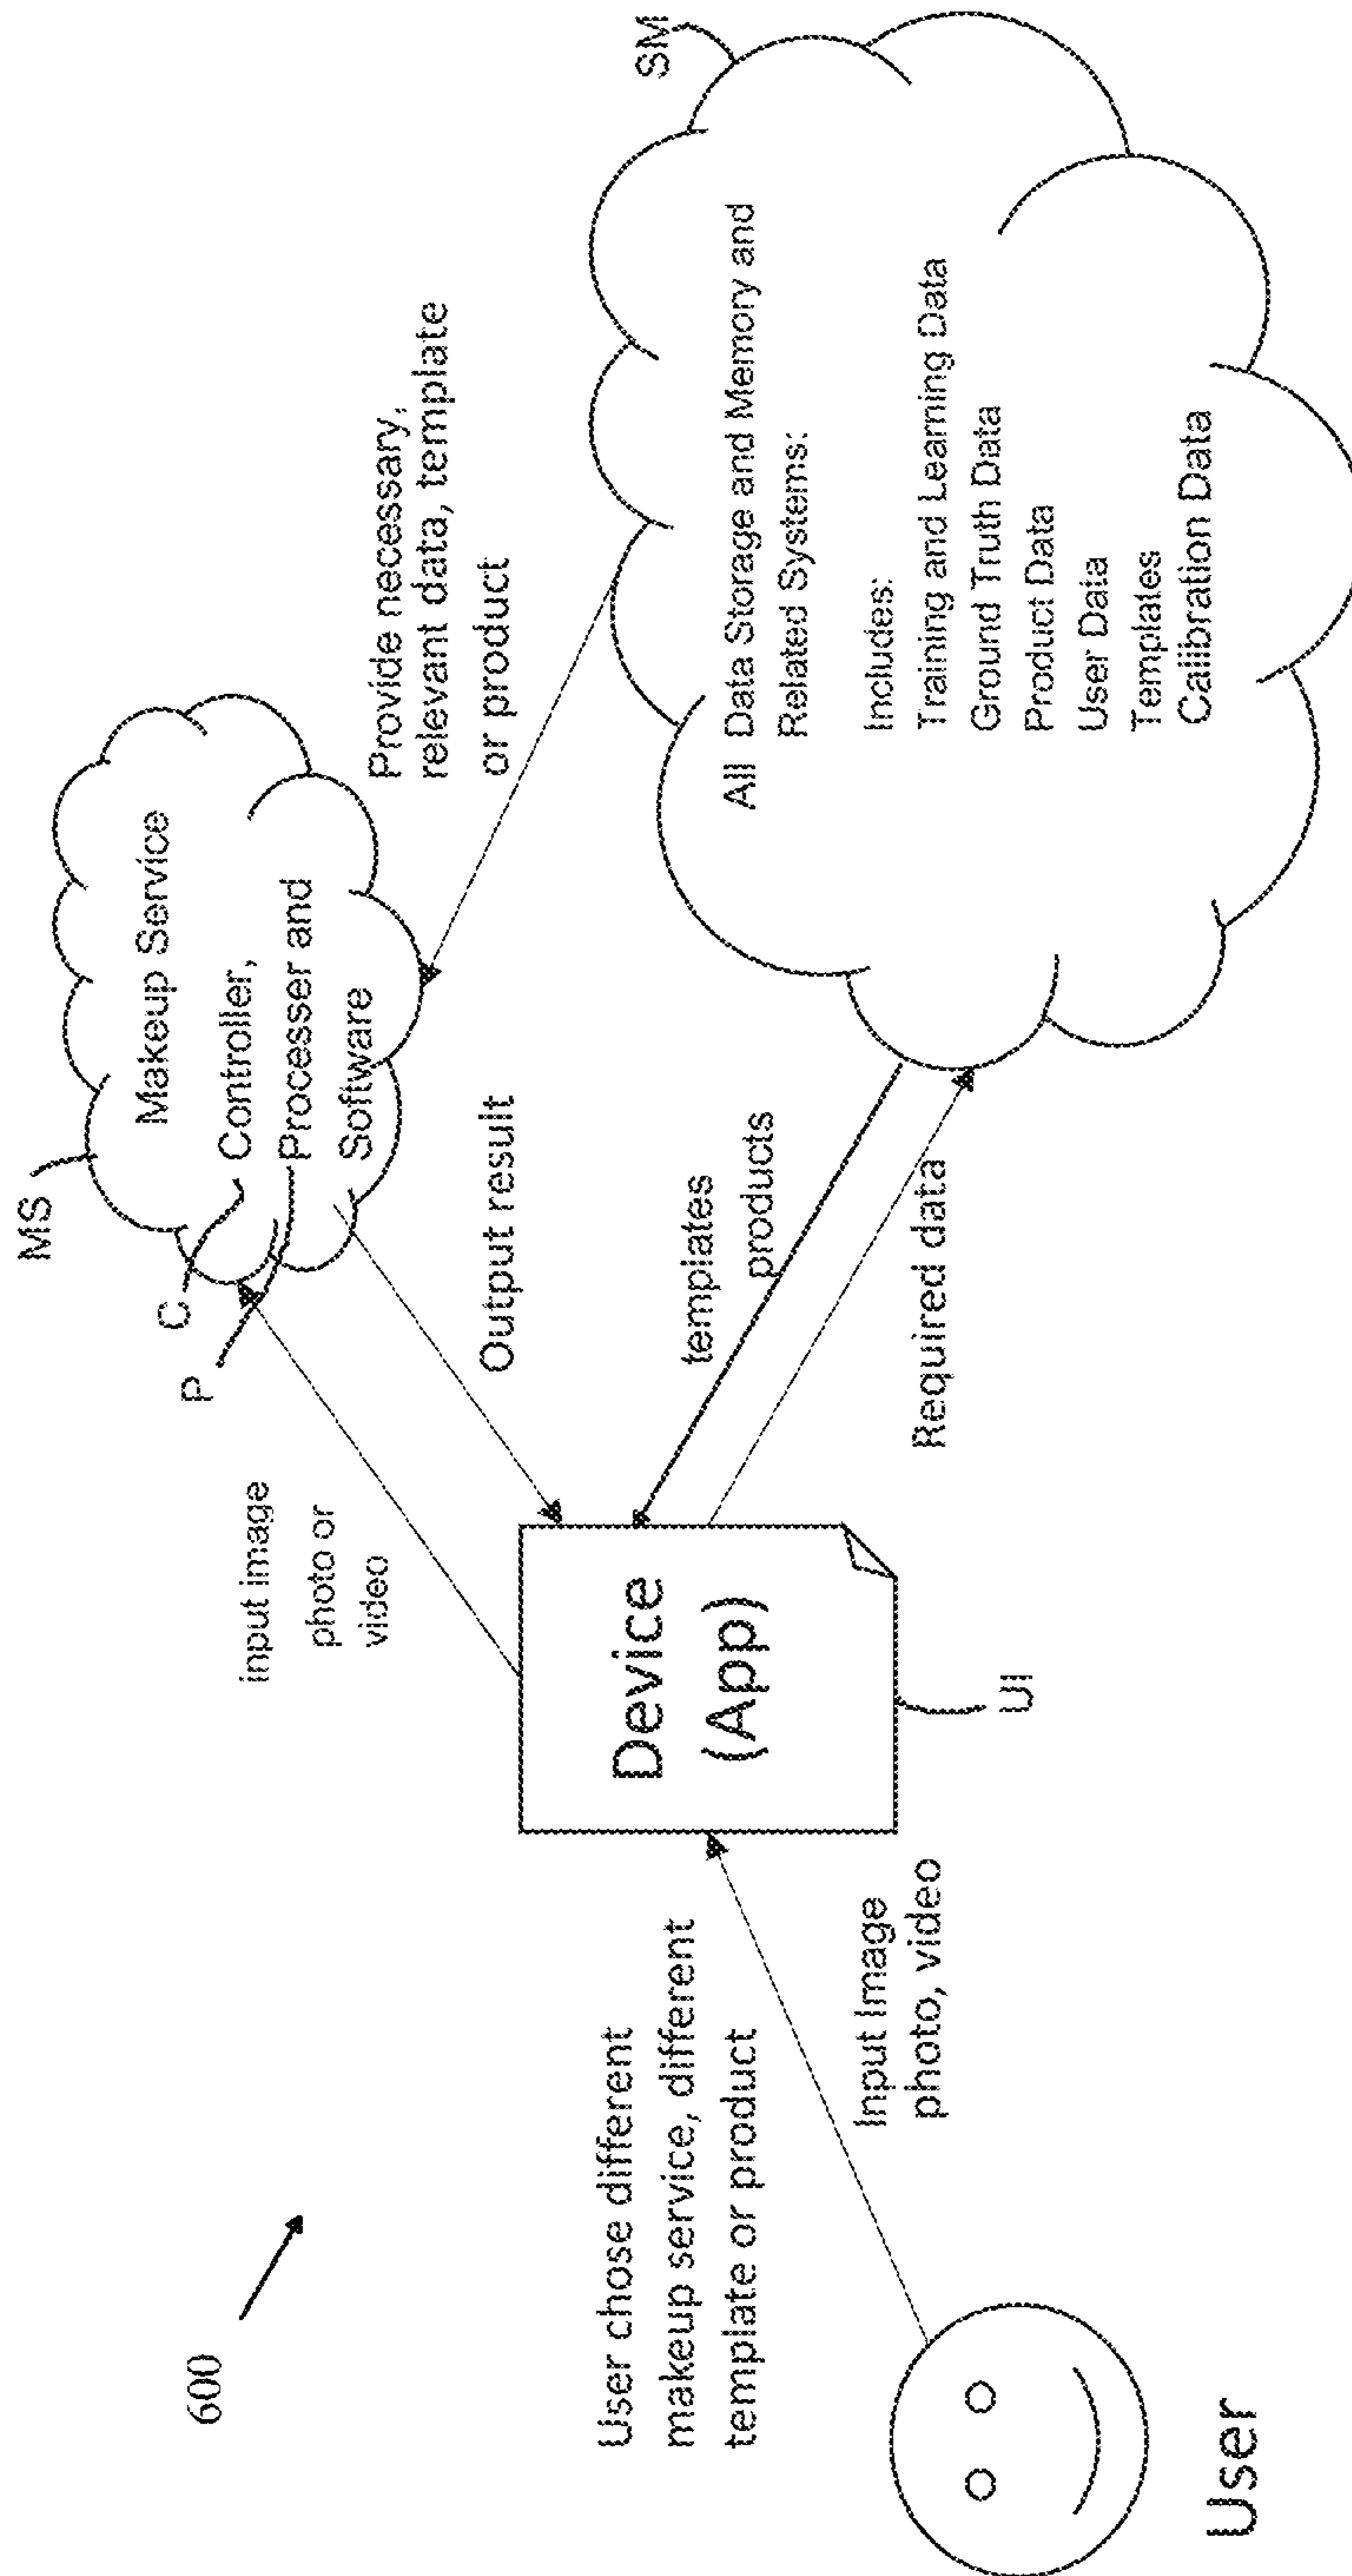 600
MS
C
P
Makeup Service
Controller,
Processer and
Software
input image
photo or
video
Output result
Provide necessary,
relevant data, template
or product
SM
User chose different
makeup service, different
template or product
Device
(App)
UI
templates
products
Required data
Input Image
photo, video
User
All Data Storage and Memory and
Related Systems:
Includes:
Training and Learning Data
Ground Truth Data
Product Data
User Data
Templates
Calibration Data